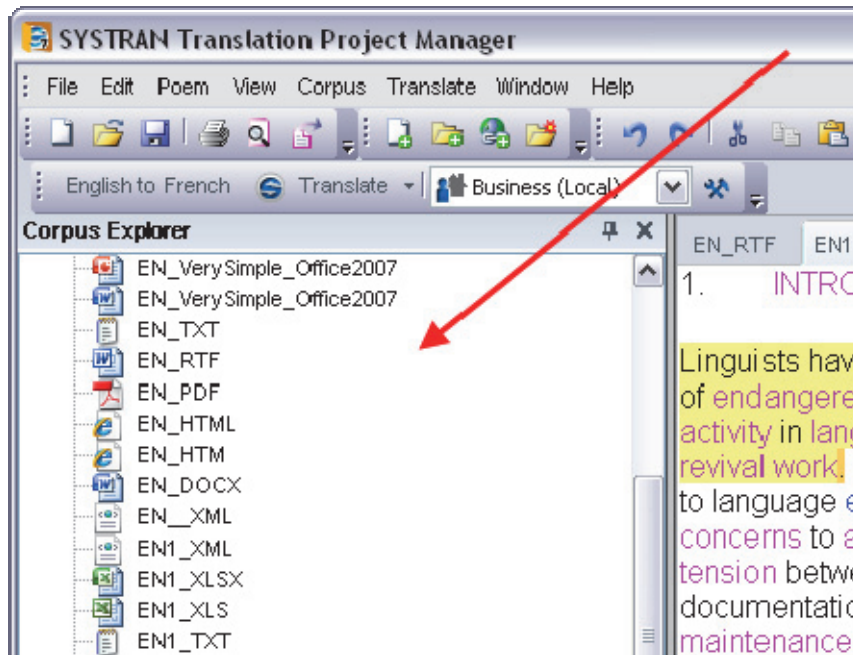 SYSTRAN Translation Project Manager
File Edit Poem View Corpus Translate Window Help
English to French Translate Business (Local)
Corpus Explorer
EN_VerySimple_Office2007
EN_VerySimple_Office2007
EN_TXT
EN_RTF
EN_PDF
EN_HTML
EN_HTM
EN_DOCX
EN__XML
EN1_XML
EN1_XLSX
EN1_XLS
EN1_TXT
EN_RTF EN1
1. INTRO
Linguists hav
of endangere
activity in lang
revival work.
to language e
concerns to a
tension betwe
documentatio
maintenance